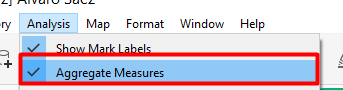 Alvaro Saez
Analysis Map Format Window Help
Show Mark Labels
Aggregate Measures